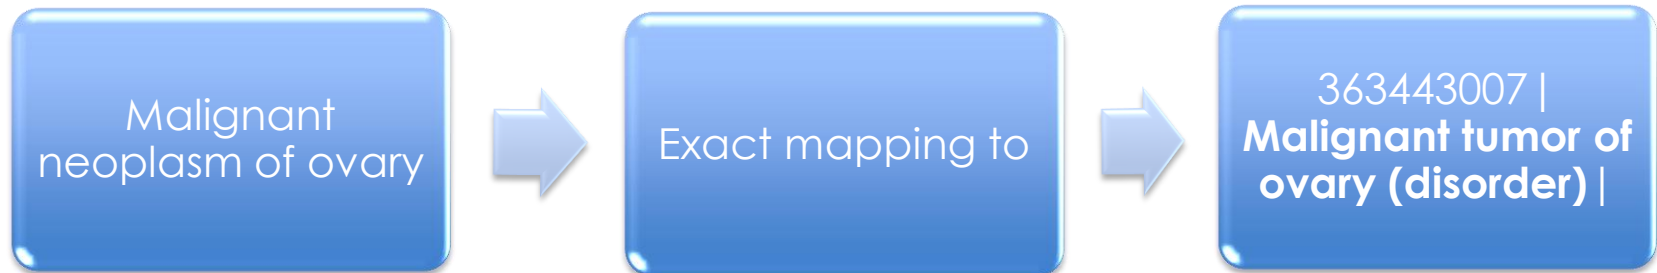 Malignant
neoplasm of ovary
Exact mapping to
363443007|
Malignant tumor of
ovary (disorder)|